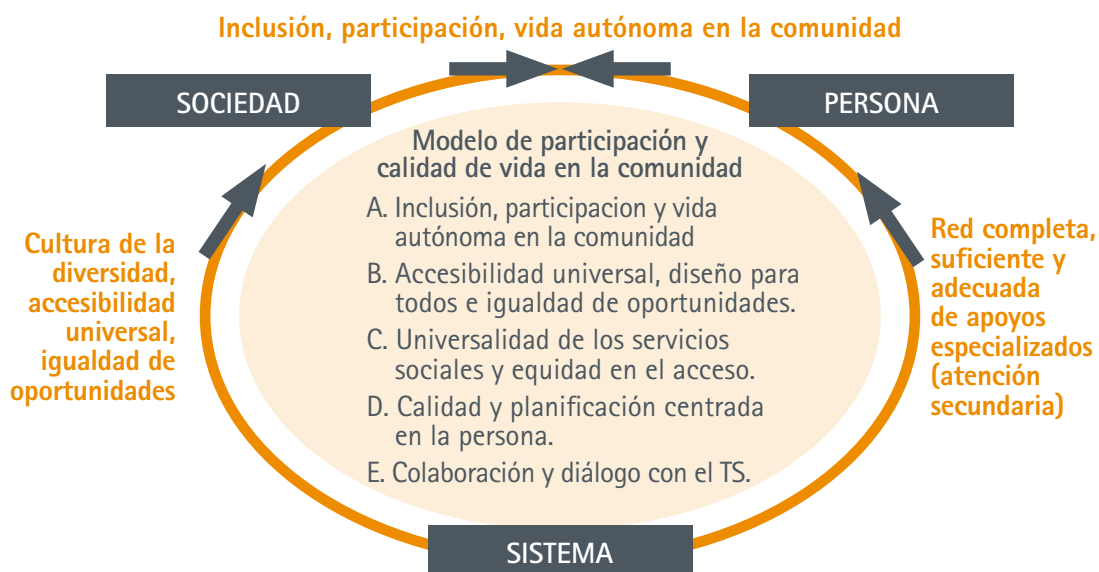 Inclusión, participación, vida autónoma en la comunidad
SOCIEDAD
PERSONA
Modelo de participación y
calidad de vida en la comunidad
A. Inclusión, participacion y vida
autónoma en la comunidad
B. Accesibilidad universal, diseño para
todos e igualdad de oportunidades.
C. Universalidad de los servicios
sociales y equidad en el acceso.
D. Calidad y planificación centrada
en la persona.
E. Colaboración y diálogo con el TS.
Cultura de la
diversidad,
accesibilidad
universal,
igualdad de
oportunidades
Red completa,
suficiente y
adecuada
de apoyos
especializados
(atención
secundaria)
SISTEMA